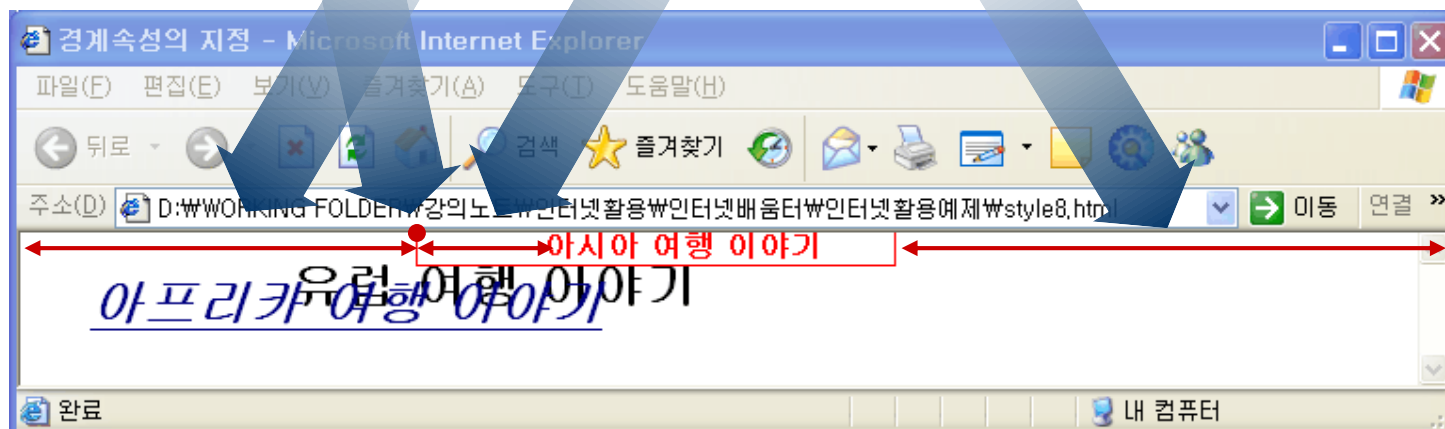 경계속성의 지정 - Microsoft Internet Explorer
파일(F) 편집(E) 보기(V) 즐겨찾기(A) 도구(T) 도움말(H)
뒤로 검색 즐겨찾기
주소(D) D:₩WORKING FOLDER₩강의노트₩인터넷활용₩인터넷배움터₩인터넷활용예제₩style8.html 이동 연결 »
아시아 여행 이야기
유럽 여행 이야기
아프리카 여행 이야기
완료 내 컴퓨터